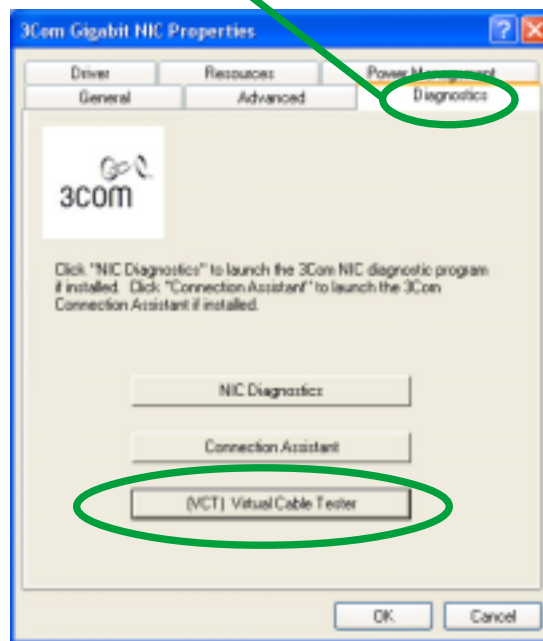 3Com Gigabit NIC Properties
Driver Resources Power Management
General Advanced Diagnostics
3COM
Click "NIC Diagnostics" to launch the 3Com NIC diagnostic program
if installed. Click "Connection Assistant" to launch the 3Com
Connection Assistant if installed.
NIC Diagnostics
Connection Assistant
(VCT) Virtual Cable Tester
OK Cancel